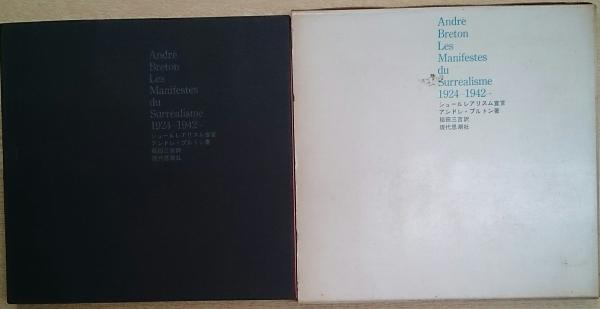 André
Breton
Les
Manifestes
du
Surréalisme
1924–1942–
シュールレアリスム宣言
アンドレ・ブルトン著
稲田三吉訳
現代思潮社
André
Breton
Les
Manifestes
du
Surréalisme
1924–1942–
シュールレアリスム宣言
アンドレ・ブルトン著
稲田三吉訳
現代思潮社